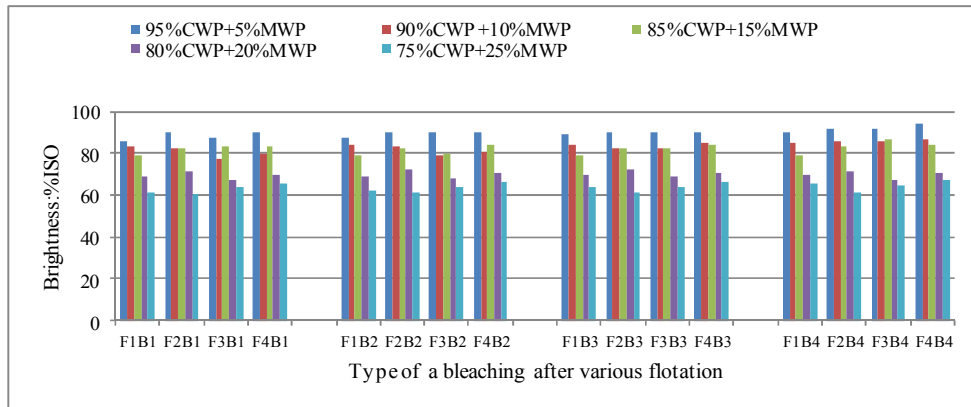 95%CWP+5%MWP 90%CWP +10%MWP 85%CWP+15%MWP
80%CWP+20%MWP 75%CWP+25%MWP
Brightness:%ISO
100
80
60
40
20
0
F1B1 F2B1 F3B1 F4B1 F1B2 F2B2 F3B2 F4B2 F1B3 F2B3 F3B3 F4B3 F1B4 F2B4 F3B4 F4B4
Type of a bleaching after various flotation